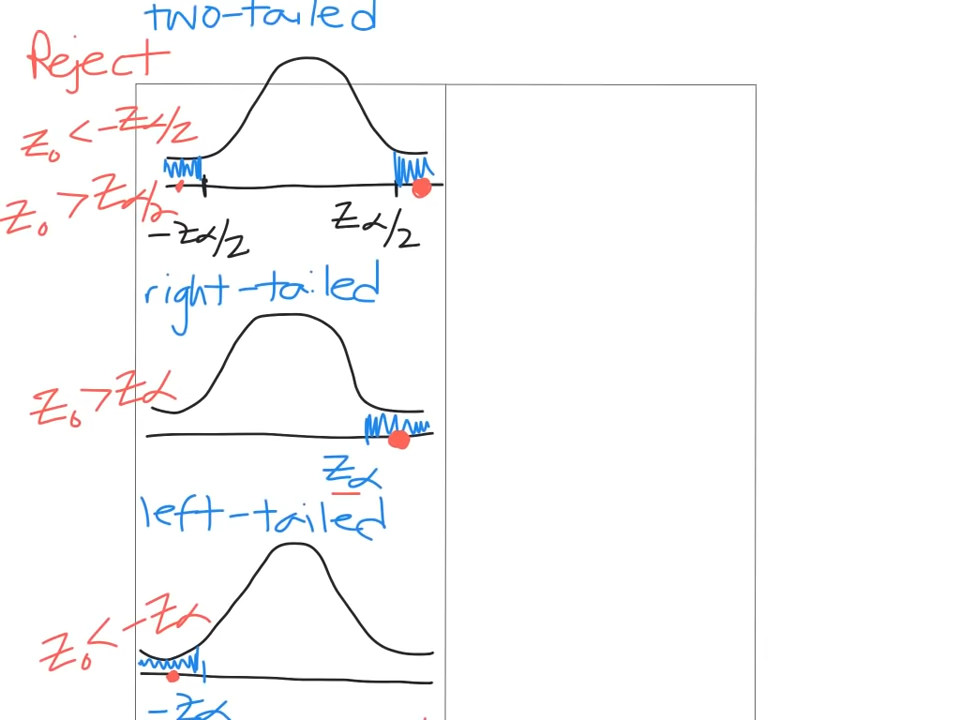 two-tailed
Reject
z₀ < -zα/2
z₀ > zα/2
-zα/2 zα/2
right-tailed
z₀ > zα
zα
left-tailed
z₀ < -zα
-zα